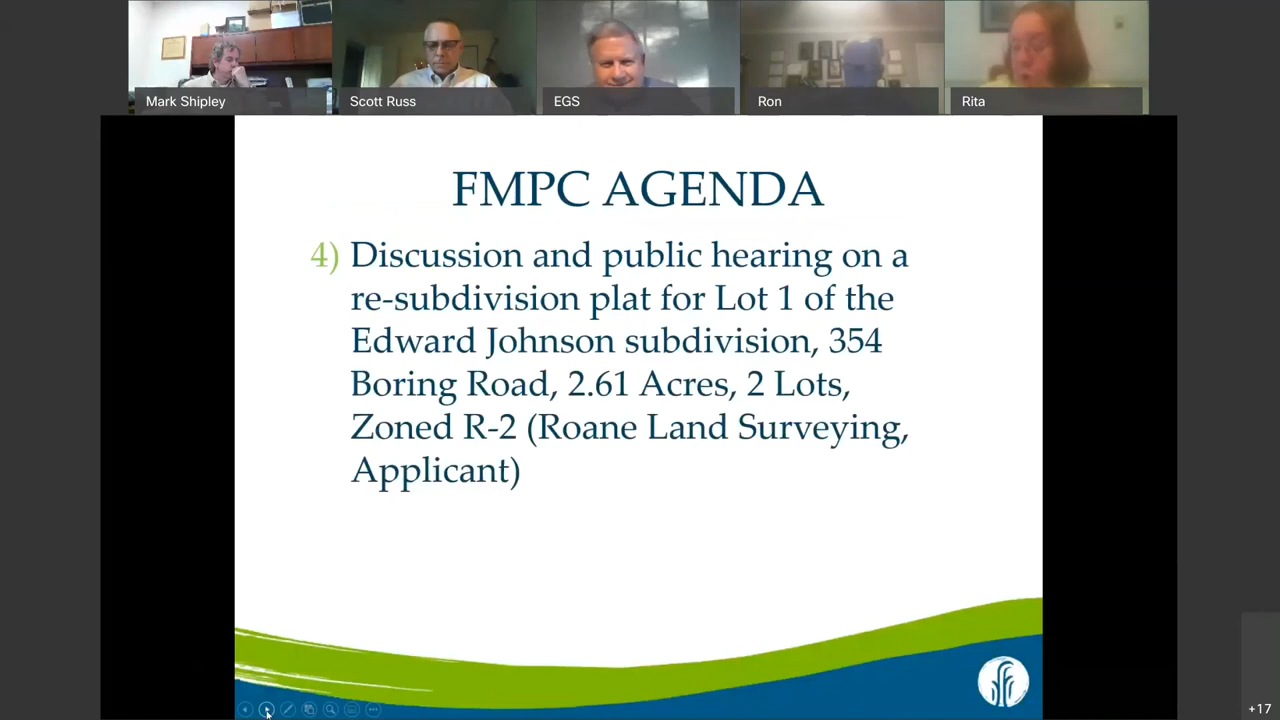 Mark Shipley
Scott Russ
EGS
Ron
Rita
FMPC AGENDA
4) Discussion and public hearing on a
re-subdivision plat for Lot 1 of the
Edward Johnson subdivision, 354
Boring Road, 2.61 Acres, 2 Lots,
Zoned R-2 (Roane Land Surveying,
Applicant)
+17